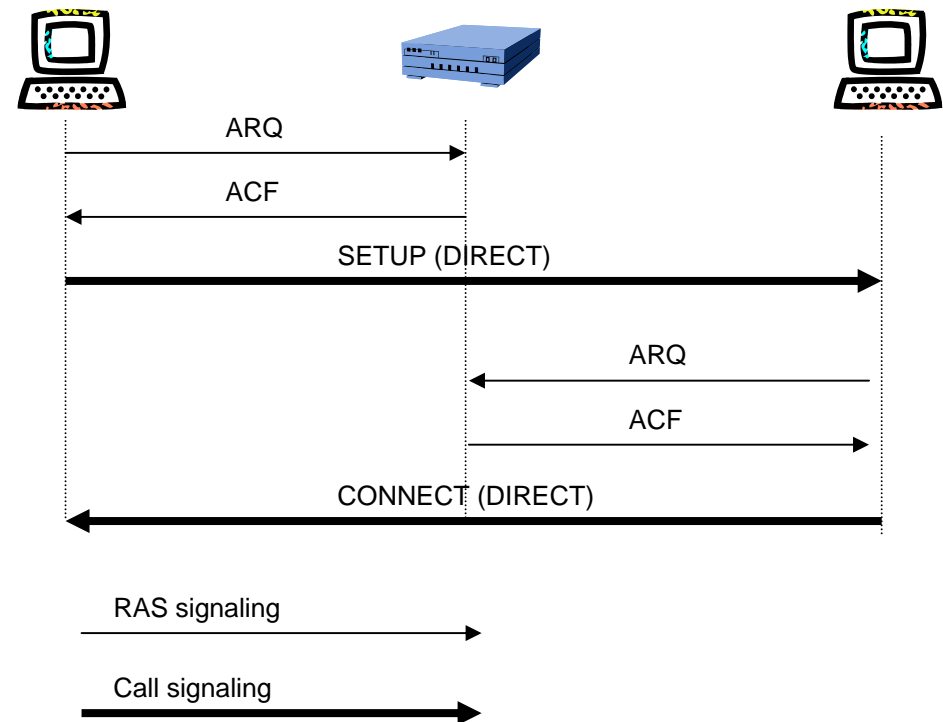 ARQ
ACF
SETUP (DIRECT)
ARQ
ACF
CONNECT (DIRECT)
RAS signaling
Call signaling